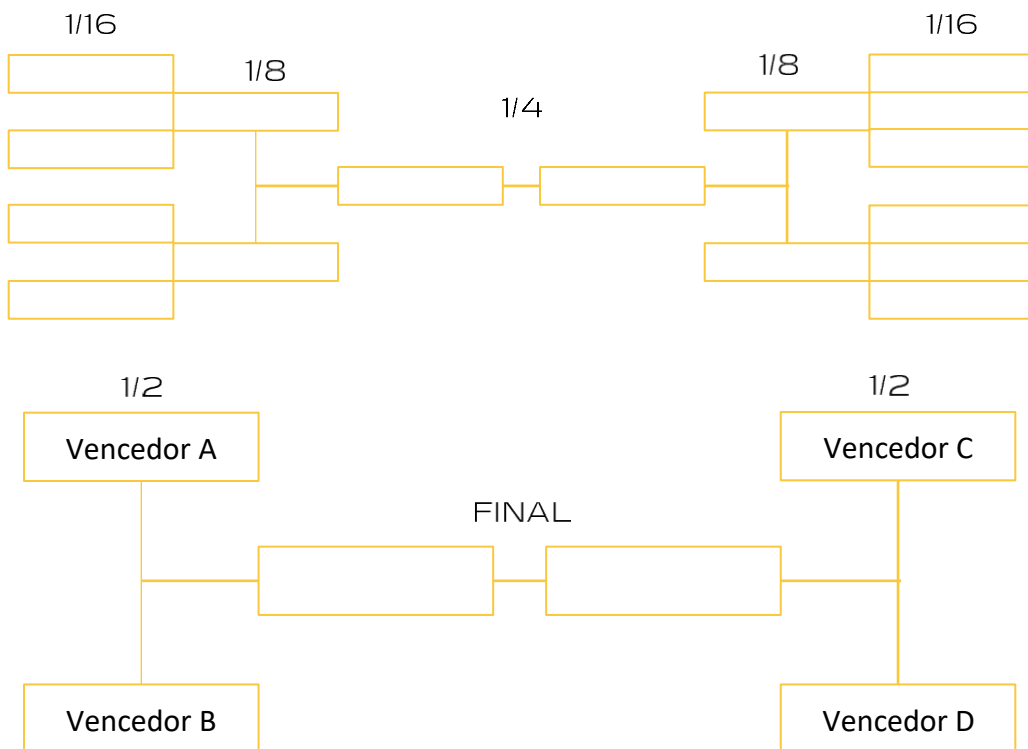 1/16
1/16
1/8
1/8
1/4
1/2
1/2
Vencedor A
Vencedor C
FINAL
Vencedor B
Vencedor D